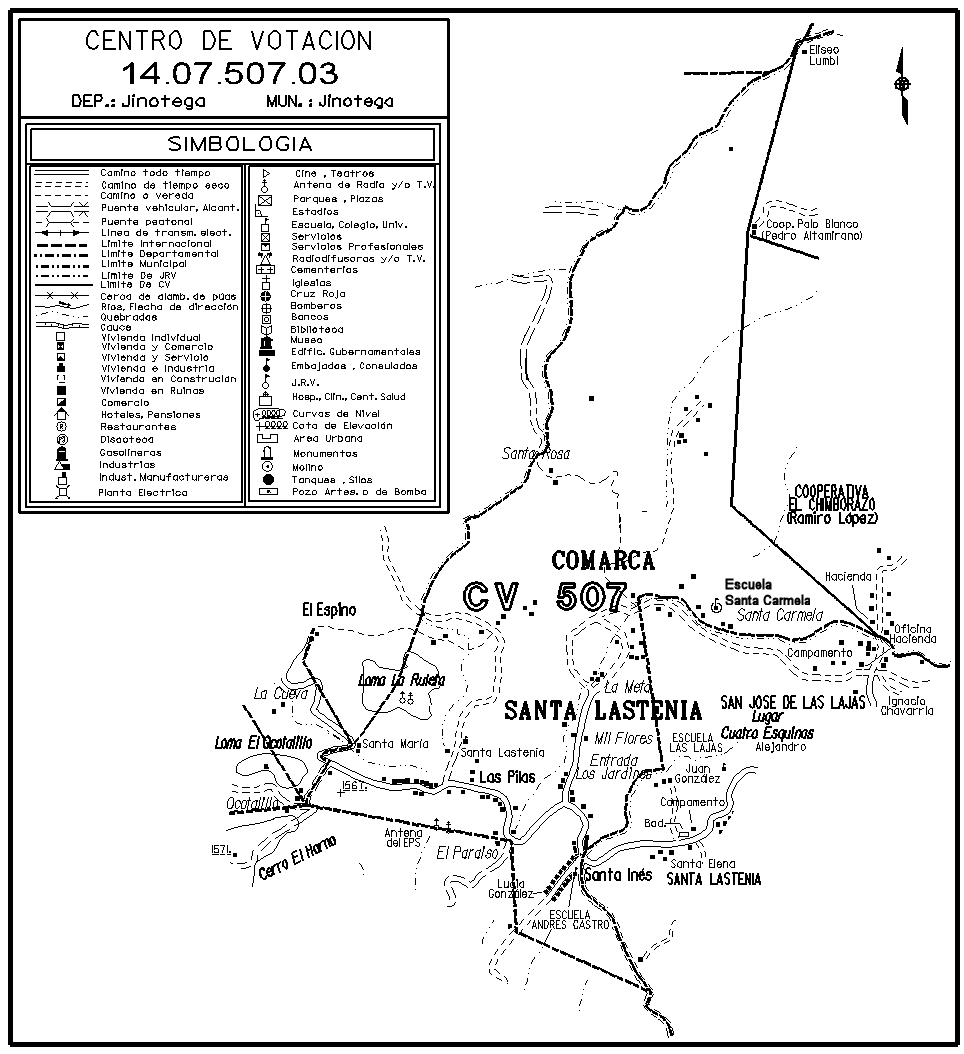 CENTRO DE VOTACION
14.07.507.03
DEP.: Jinotega MUN.: Jinotega
SIMBOLOGIA
Camino todo tiempo
Camino de tiempo seco
Camino o vereda
Puente vehicular, Alcant.
Puente peatonal
Linea de transm. elect.
Limite Internacional
Limite Departamental
Limite Municipal
Limite De JRV
Limite De CV
Cerca de alamb. de púas
Rios, Flecha de dirección
Quebradas
Cauce
Vivienda Individual
Vivienda y Comercio
Vivienda y Servicio
Vivienda e Industria
Vivienda en Construcion
Vivienda en Ruinas
Comercio
Hoteles, Pensiones
Restaurantes
Discoteca
Gasolineras
Industrias
Indust. Manufactureras
Planta Electrica
Cine , Teatros
Antena de Radio y/o T.V.
Parques , Plazas
Estadios
Escuela, Colegio, Univ.
Servicios
Servicios Profesionales
Radiodifusoras y/o T.V.
Cementerios
Iglesias
Cruz Roja
Bomberos
Bancos
Biblioteca
Museo
Edific. Gubernamentales
Embajadas , Consulados
J.R.V.
Hosp., Clin., Cent. Salud
Curvas de Nivel
Cota de Elevación
Area Urbana
Monumentos
Molino
Tanques , Silos
Pozo Artes. o de Bomba
Eliseo
Lumbi
Coop. Palo Blanco
(Pedro Altamirano)
Santa Rosa
COOPERATIVA
EL CHIMBORAZO
(Ramiro López)
COMARCA
CV 507
Hacienda
Escuela
Santa Carmela
Santa Carmela
El Espino
Oficina
Hacienda
Campamento
Loma La Ruleta
La Cueva
La Meta
SANTA LASTENIA
SAN JOSE DE LAS LAJAS
Ignacio
Chavarria
Lugar
Cuatro Esquinas
Alejandro
Loma El Ocotalillo
Santa Maria
Santa Lastenia
Mil Flores
ESCUELA
LAS LAJAS
Entrada
Los Jardines
Las Pilas
Juan
González
1567.
Ocotalillo
Campamento
Bad.
Antena
del EPS
El Paraiso
1571.
Cerro El Horno
Santa Elena
SANTA LASTENIA
Santa Inés
Lucila
González
ESCUELA
ANDRES CASTRO